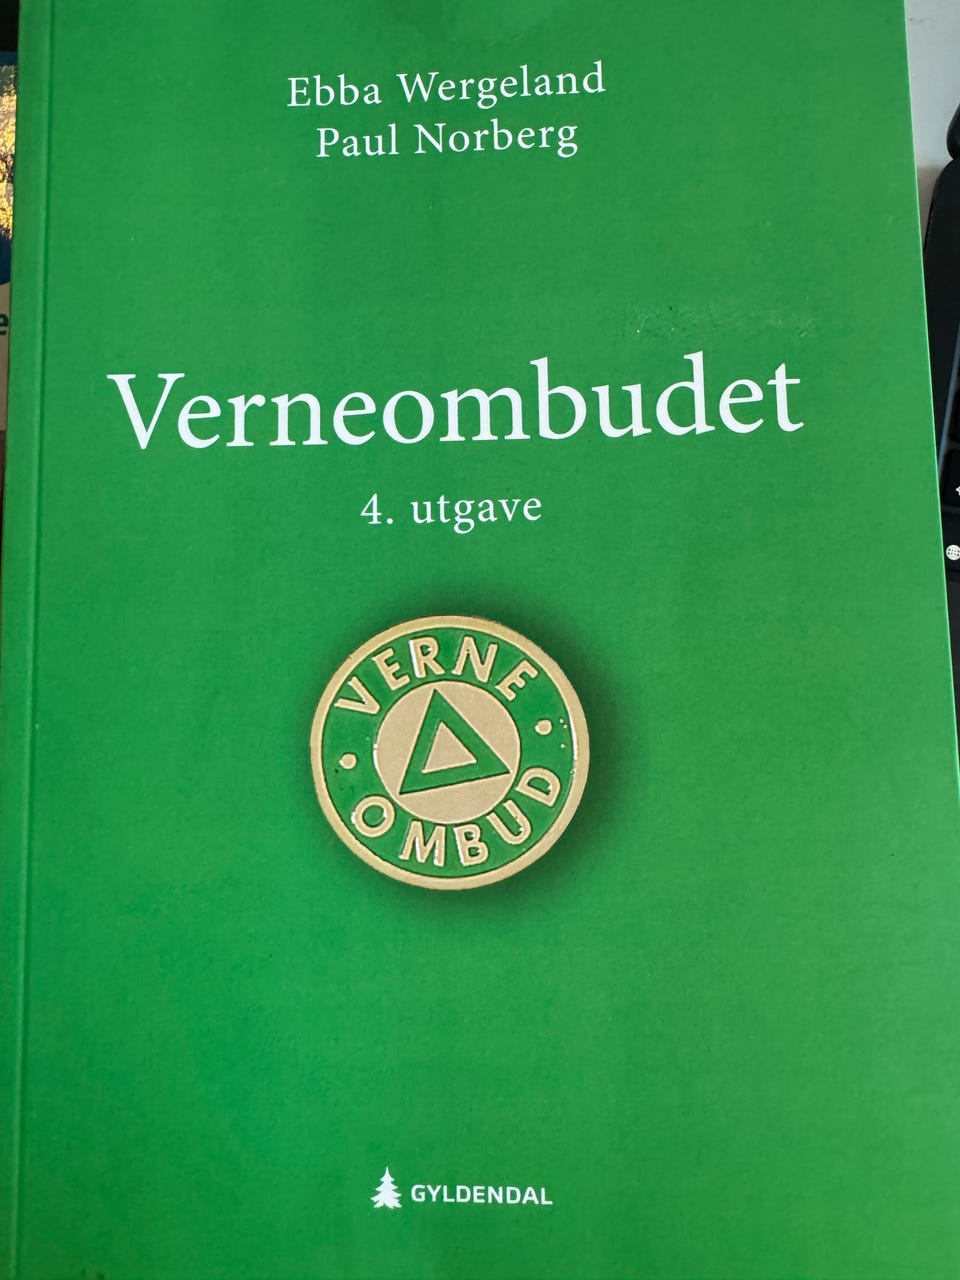 Ebba Wergeland
Paul Norberg
Verneombudet
4. utgave
VERNE
OMBUD
GYLDENDAL